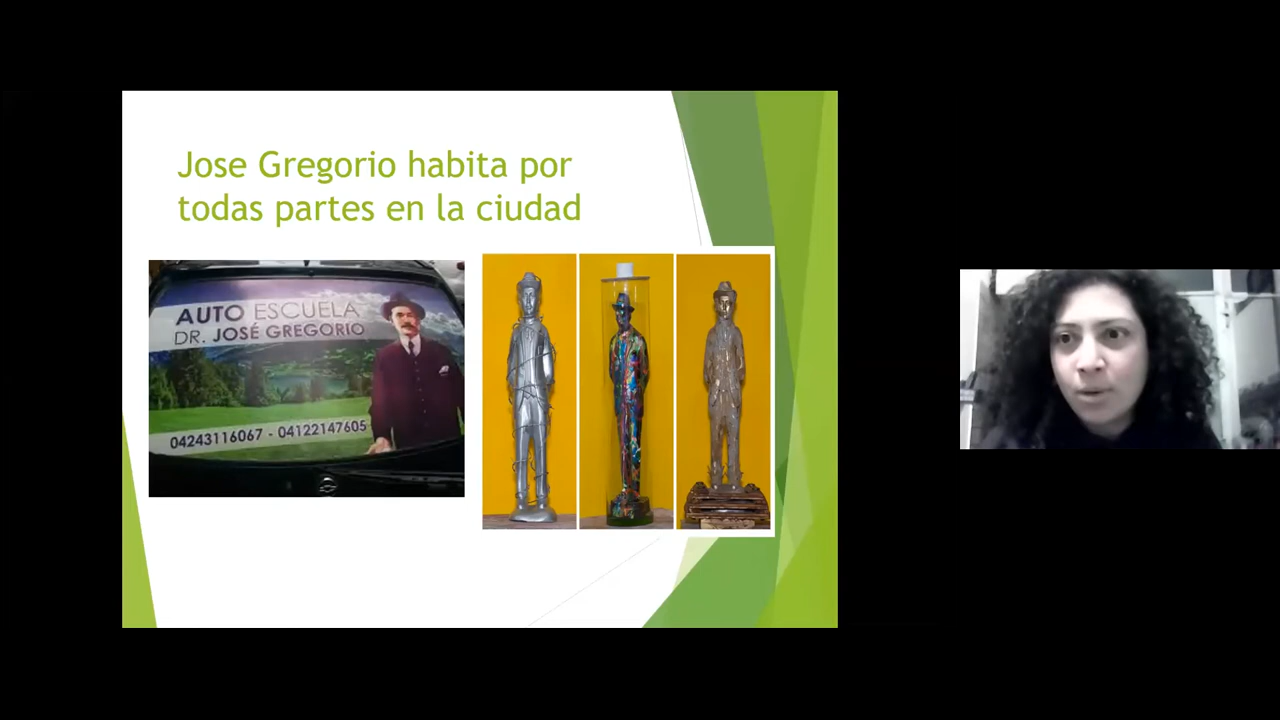 Jose Gregorio habita por
todas partes en la ciudad
AUTO ESCUELA
DR. JOSÉ GREGORIO
04243116067 - 04122147605